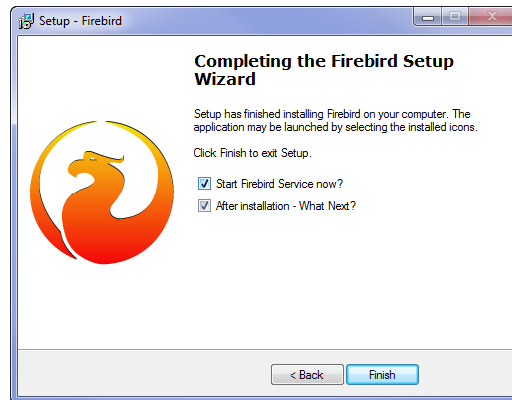 Setup - Firebird
Completing the Firebird Setup
Wizard
Setup has finished installing Firebird on your computer. The
application may be launched by selecting the installed icons.
Click Finish to exit Setup.
Start Firebird Service now?
After installation - What Next?
< Back
Finish